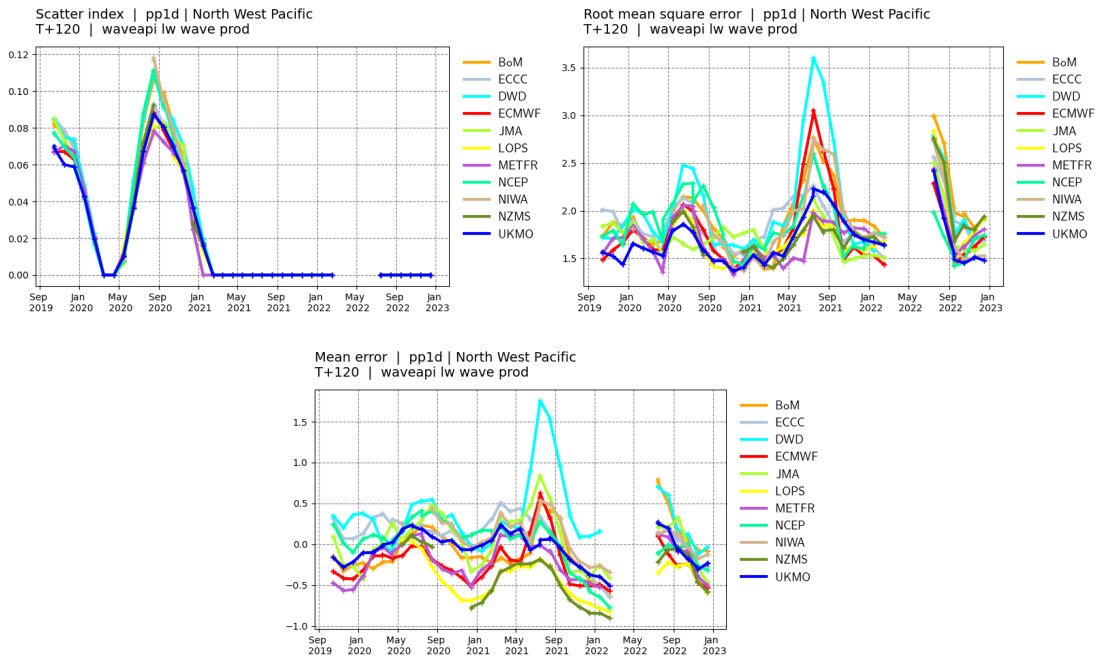 Scatter index | pp1d | North West Pacific
T+120 | waveapi lw wave prod
0.12
0.10
0.08
0.06
0.04
0.02
0.00
Sep 2019
Jan 2020
May 2020
Sep 2020
Jan 2021
May 2021
Sep 2021
Jan 2022
May 2022
Sep 2022
Jan 2023
BoM
ECCC
DWD
ECMWF
JMA
LOPS
METFR
NCEP
NIWA
NZMS
UKMO
Root mean square error | pp1d | North West Pacific
T+120 | waveapi lw wave prod
3.5
3.0
2.5
2.0
1.5
Sep 2019
Jan 2020
May 2020
Sep 2020
Jan 2021
May 2021
Sep 2021
Jan 2022
May 2022
Sep 2022
Jan 2023
BoM
ECCC
DWD
ECMWF
JMA
LOPS
METFR
NCEP
NIWA
NZMS
UKMO
Mean error | pp1d | North West Pacific
T+120 | waveapi lw wave prod
1.5
1.0
0.5
0.0
−0.5
−1.0
Sep 2019
Jan 2020
May 2020
Sep 2020
Jan 2021
May 2021
Sep 2021
Jan 2022
May 2022
Sep 2022
Jan 2023
BoM
ECCC
DWD
ECMWF
JMA
LOPS
METFR
NCEP
NIWA
NZMS
UKMO